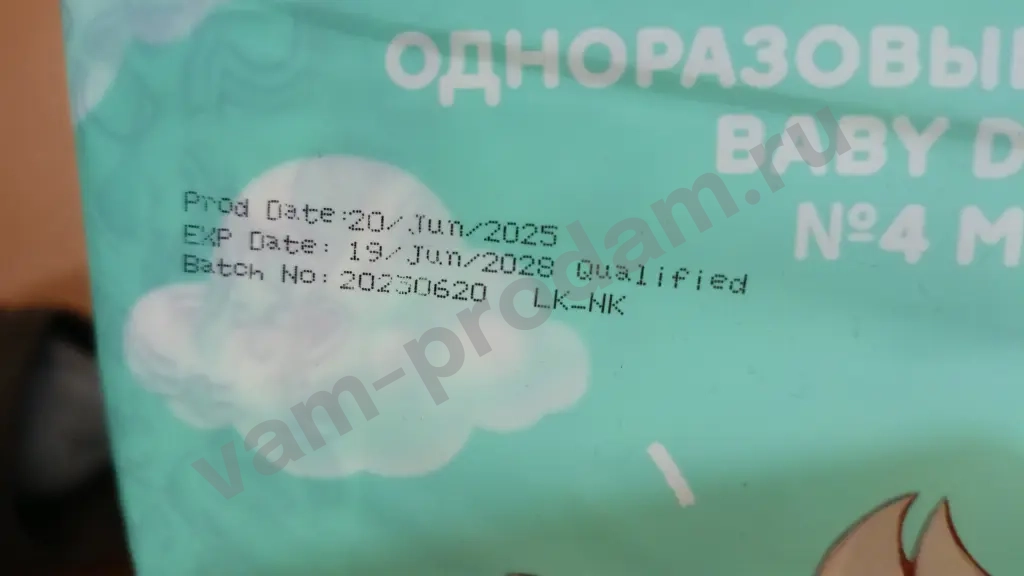 ОДНОРАЗОВЫ
BABY D
№4 M
Prod Date:20/Jun/2025
EXP Date: 19/Jun/2028 Qualified
Batch No: 20250620 LK-NK
vam-prodam.ru